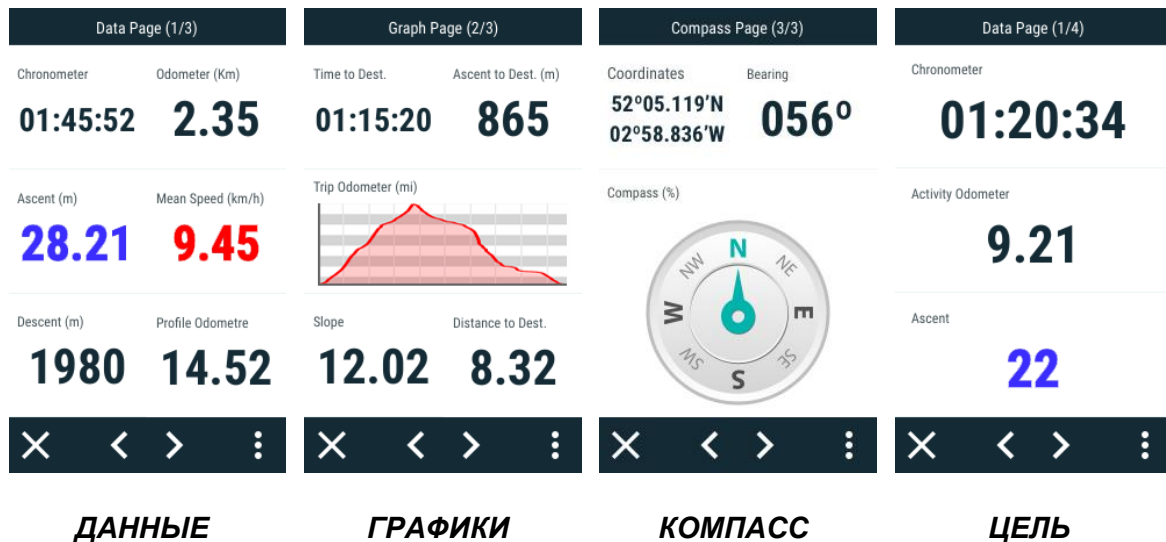 Data Page (1/3)
Chronometer Odometer (Km)
01:45:52 2.35
Ascent (m) Mean Speed (km/h)
28.21 9.45
Descent (m) Profile Odometre
1980 14.52
ДАННЫЕ
Graph Page (2/3)
Time to Dest. Ascent to Dest. (m)
01:15:20 865
Trip Odometer (mi)
Slope Distance to Dest.
12.02 8.32
ГРАФИКИ
Compass Page (3/3)
Coordinates Bearing
52º05.119’N
02º58.836’W
056º
Compass (%)
N
NW NE
W E
SW SE
S
КОМПАСС
Data Page (1/4)
Chronometer
01:20:34
Activity Odometer
9.21
Ascent
22
ЦЕЛЬ